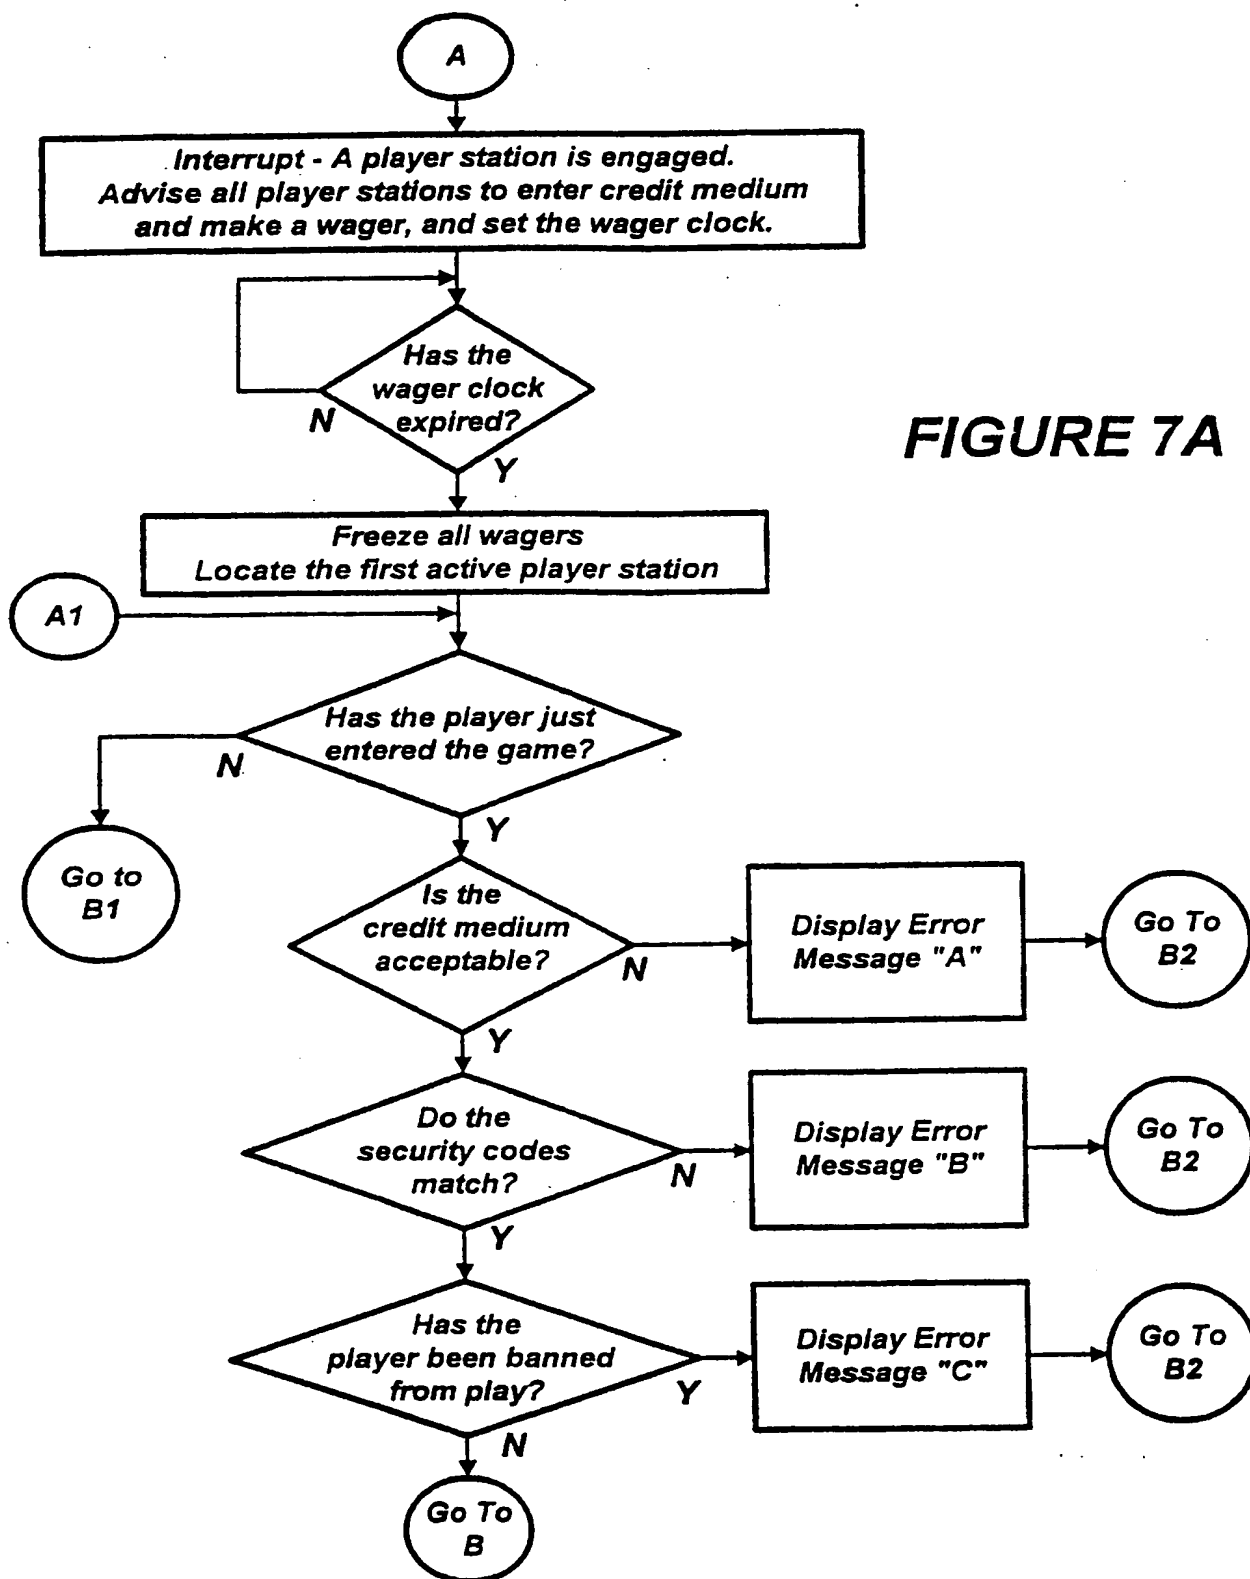 A
Interrupt - A player station is engaged.
Advise all player stations to enter credit medium
and make a wager, and set the wager clock.
Has the
wager clock
expired?
N
Y
FIGURE 7A
Freeze all wagers
Locate the first active player station
A1
Has the player just
entered the game?
N
Y
Go to
B1
Is the
credit medium
acceptable?
N
Y
Display Error
Message "A"
Go To
B2
Do the
security codes
match?
N
Y
Display Error
Message "B"
Go To
B2
Has the
player been banned
from play?
Y
N
Display Error
Message "C"
Go To
B2
Go To
B